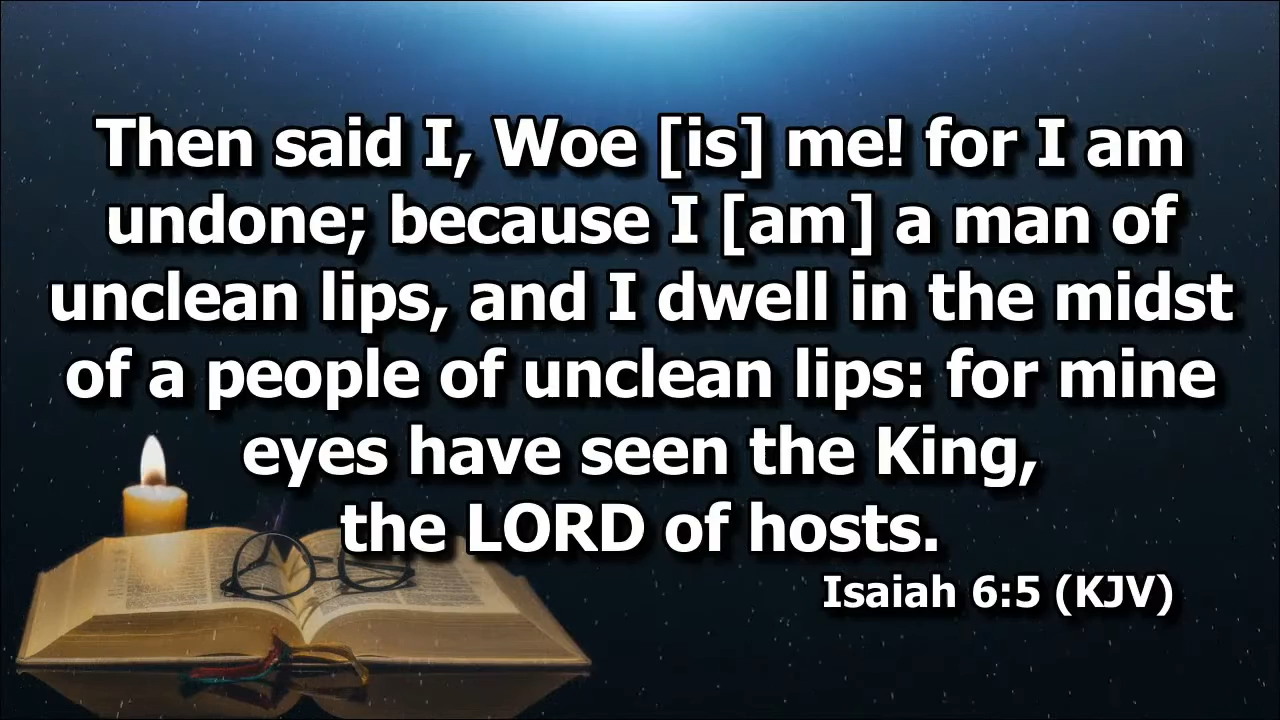 Then said I, Woe [is] me! for I am
undone; because I [am] a man of
unclean lips, and I dwell in the midst
of a people of unclean lips: for mine
eyes have seen the King,
the LORD of hosts.
Isaiah 6:5 (KJV)